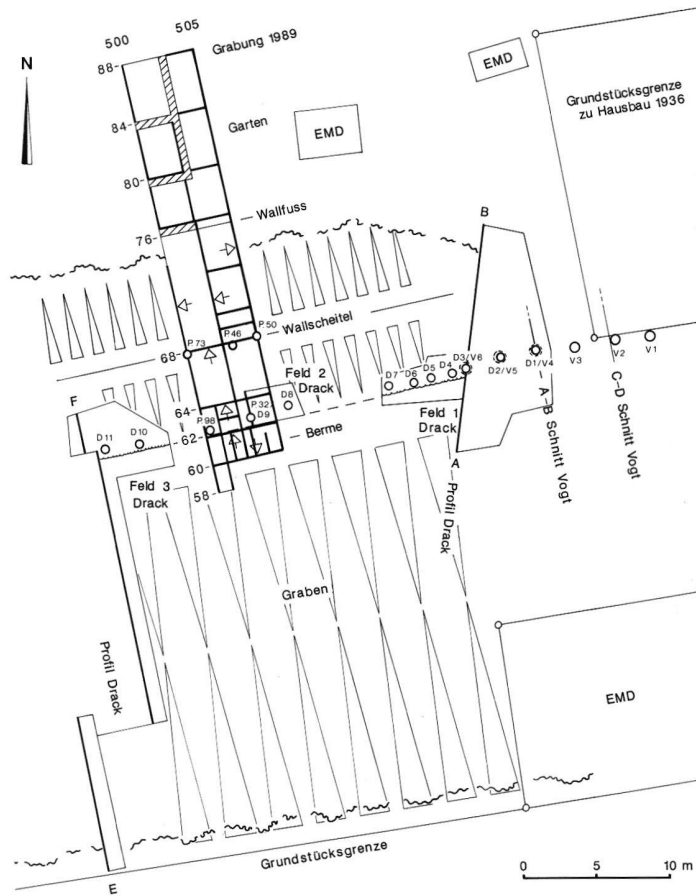 500
505
Grabung 1989
88
N
EMD
Grundstücksgrenze
zu Hausbau 1936
84
Garten
EMD
80
Wallfuss
76
B
P.73
P.46
P.50
Wallscheitel
68
D3/V6
D2/V5
D1/V4
V3
V2
V1
D7
D6
D5
D4
Feld 2
Drack
F
64
P.98
P.32
D9
D8
Feld 1
Drack
A-B Schnitt Vogt
C-D Schnitt Vogt
D11
D10
62
Berme
60
A
Feld 3
Drack
58
Profil Drack
Graben
Profil Drack
EMD
Grundstücksgrenze
E
0 5 10 m